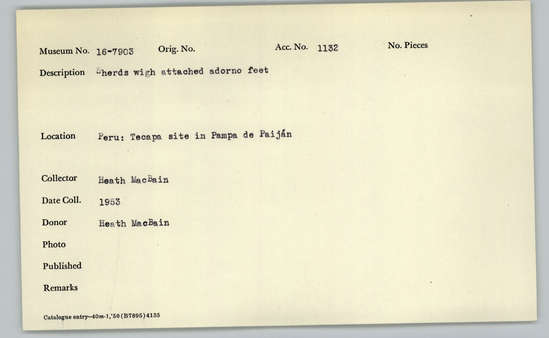 Museum No. 16-7903 Orig. No. Acc. No. 1132 No. Pieces
Description Sherds wigh attached adorno feet
Location Peru: Tecapa site in Pampa de Paiján
Collector Heath MacBain
Date Coll. 1953
Donor Heath MacBain
Photo
Published
Remarks
Catalogue entry—40m-1,'50(B7895)4135